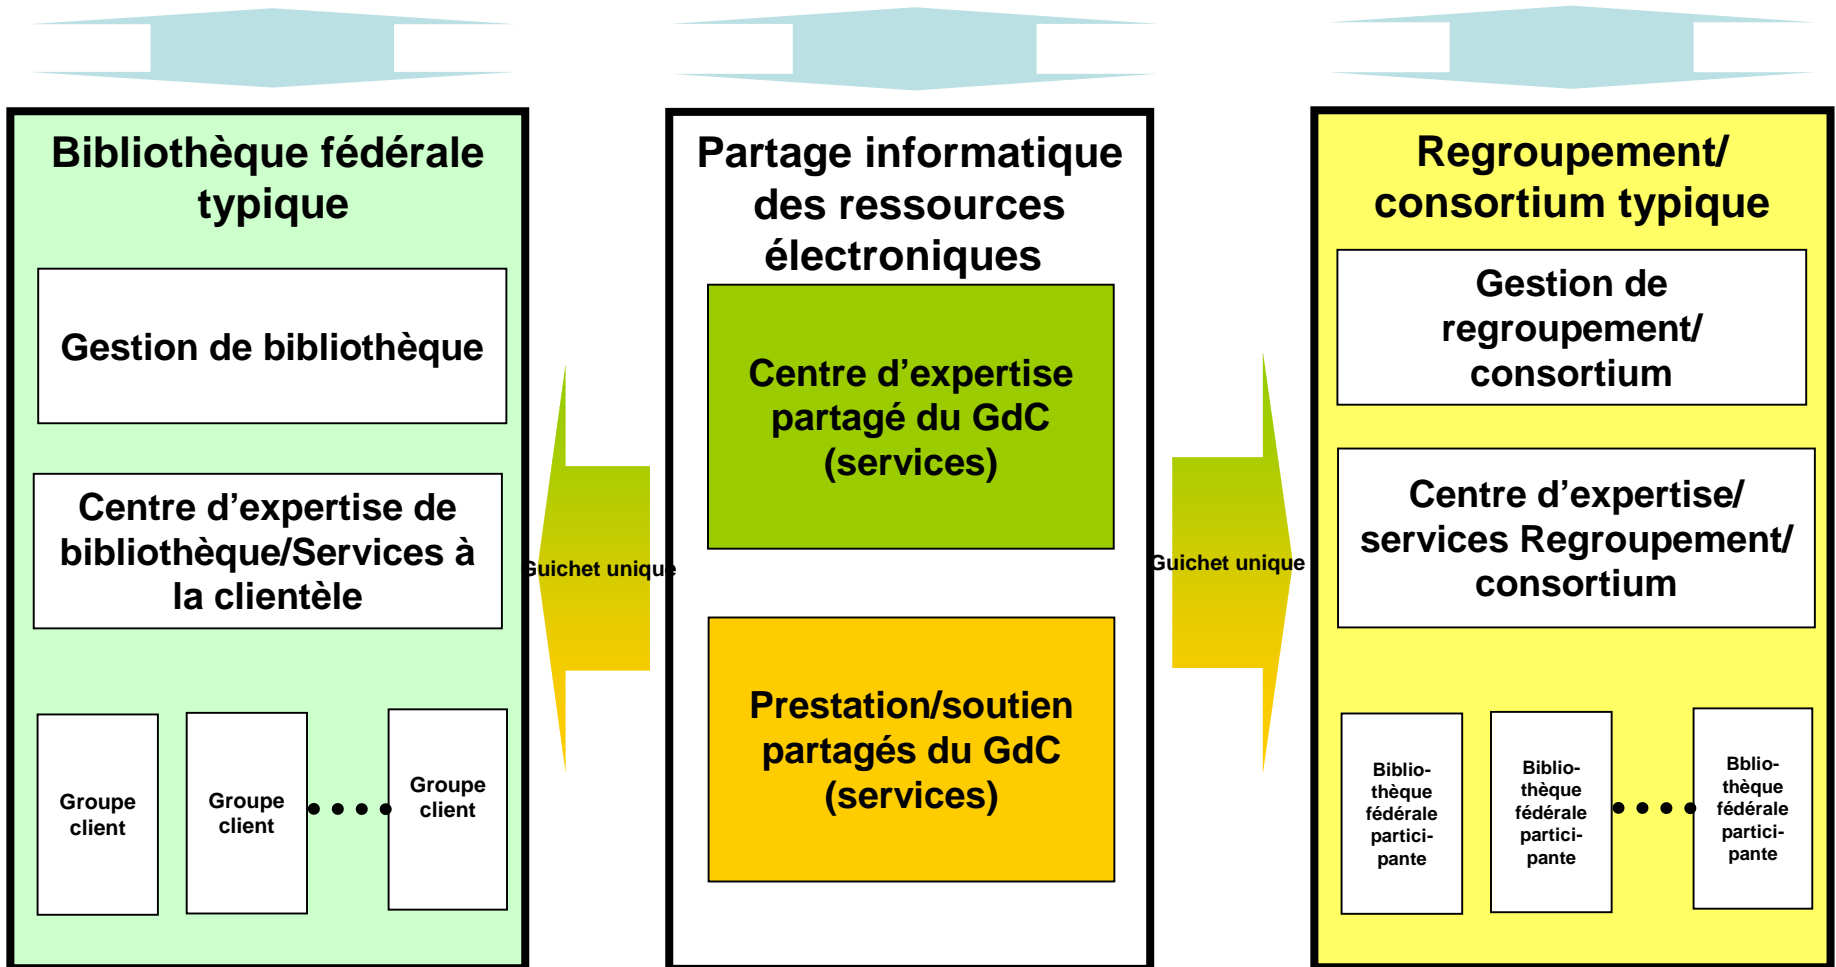 Bibliothèque fédérale
typique
Gestion de bibliothèque
Centre d'expertise de
bibliothèque/Services à
la clientèle
Groupe
client
Groupe
client
Groupe
client
Guichet unique
Partage informatique
des ressources
électroniques
Centre d'expertise
partagé du GdC
(services)
Prestation/soutien
partagés du GdC
(services)
Guichet unique
Regroupement/
consortium typique
Gestion de
regroupement/
consortium
Centre d'expertise/
services Regroupement/
consortium
Biblio-
thèque
fédérale
partici-
pante
Biblio-
thèque
fédérale
partici-
pante
Bblio-
thèque
fédérale
partici-
pante